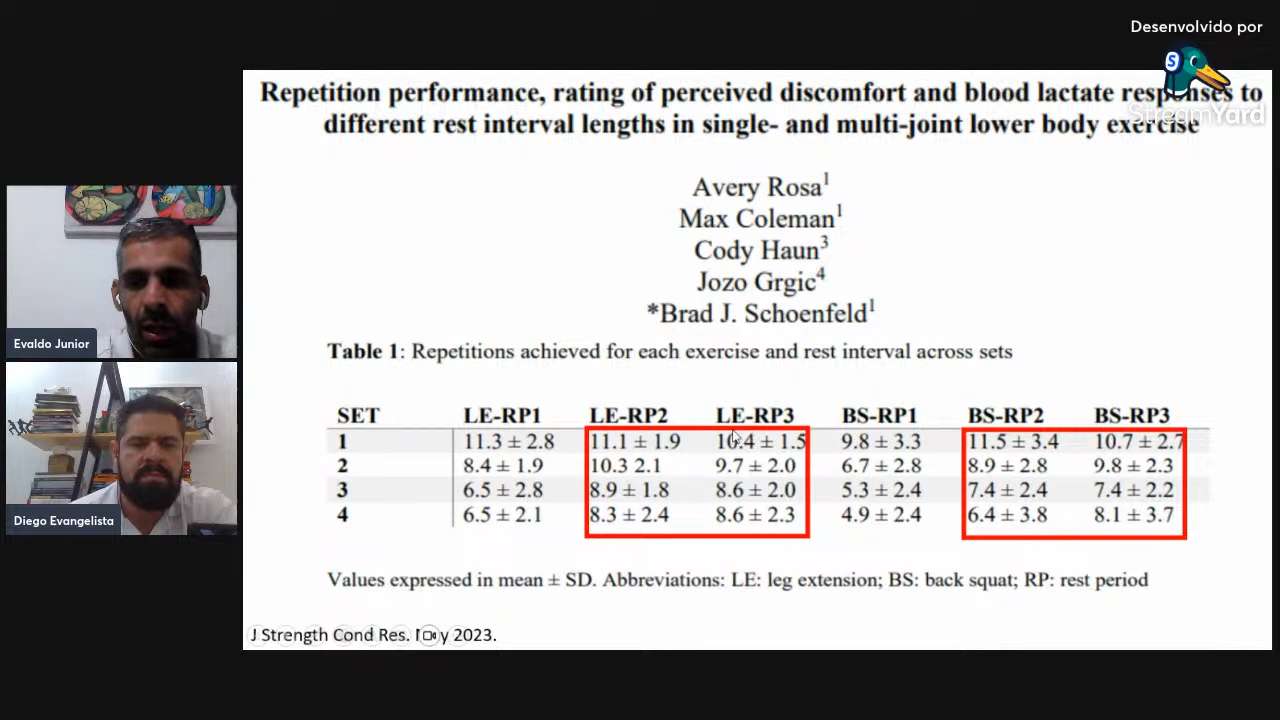 Desenvolvido por
StreamYard
Repetition performance, rating of perceived discomfort and blood lactate responses to
different rest interval lengths in single- and multi-joint lower body exercise
Avery Rosa1
Max Coleman1
Cody Haun3
Jozo Grgic4
*Brad J. Schoenfeld1
Evaldo Junior
Diego Evangelista
Table 1: Repetitions achieved for each exercise and rest interval across sets
SET LE-RP1 LE-RP2 LE-RP3 BS-RP1 BS-RP2 BS-RP3
1 11.3 ± 2.8 11.1 ± 1.9 10.4 ± 1.5 9.8 ± 3.3 11.5 ± 3.4 10.7 ± 2.7
2 8.4 ± 1.9 10.3 2.1 9.7 ± 2.0 6.7 ± 2.8 8.9 ± 2.8 9.8 ± 2.3
3 6.5 ± 2.8 8.9 ± 1.8 8.6 ± 2.0 5.3 ± 2.4 7.4 ± 2.4 7.4 ± 2.2
4 6.5 ± 2.1 8.3 ± 2.4 8.6 ± 2.3 4.9 ± 2.4 6.4 ± 3.8 8.1 ± 3.7
Values expressed in mean ± SD. Abbreviations: LE: leg extension; BS: back squat; RP: rest period
J Strength Cond Res. May 2023.